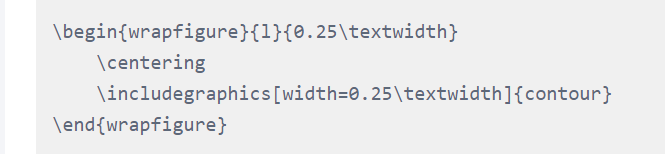 \begin{wrapfigure}{l}{0.25\textwidth}
    \centering
    \includegraphics[width=0.25\textwidth]{contour}
\end{wrapfigure}